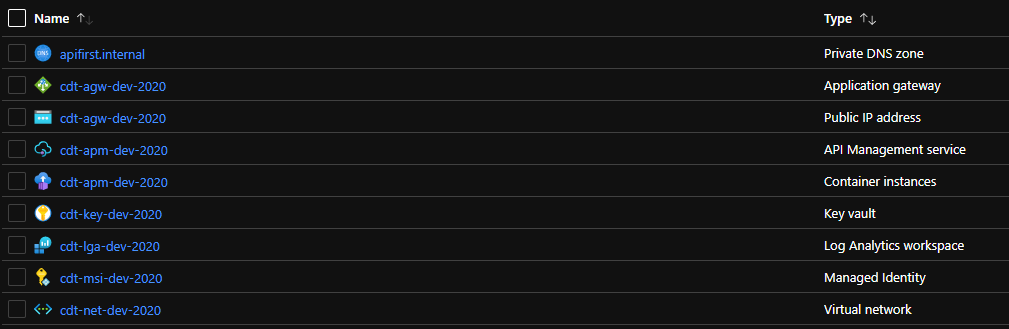 Name ↑↓ Type ↑↓
DNS apifirst.internal Private DNS zone
cdt-agw-dev-2020 Application gateway
cdt-agw-dev-2020 Public IP address
cdt-apm-dev-2020 API Management service
cdt-apm-dev-2020 Container instances
cdt-key-dev-2020 Key vault
cdt-lga-dev-2020 Log Analytics workspace
cdt-msi-dev-2020 Managed Identity
cdt-net-dev-2020 Virtual network